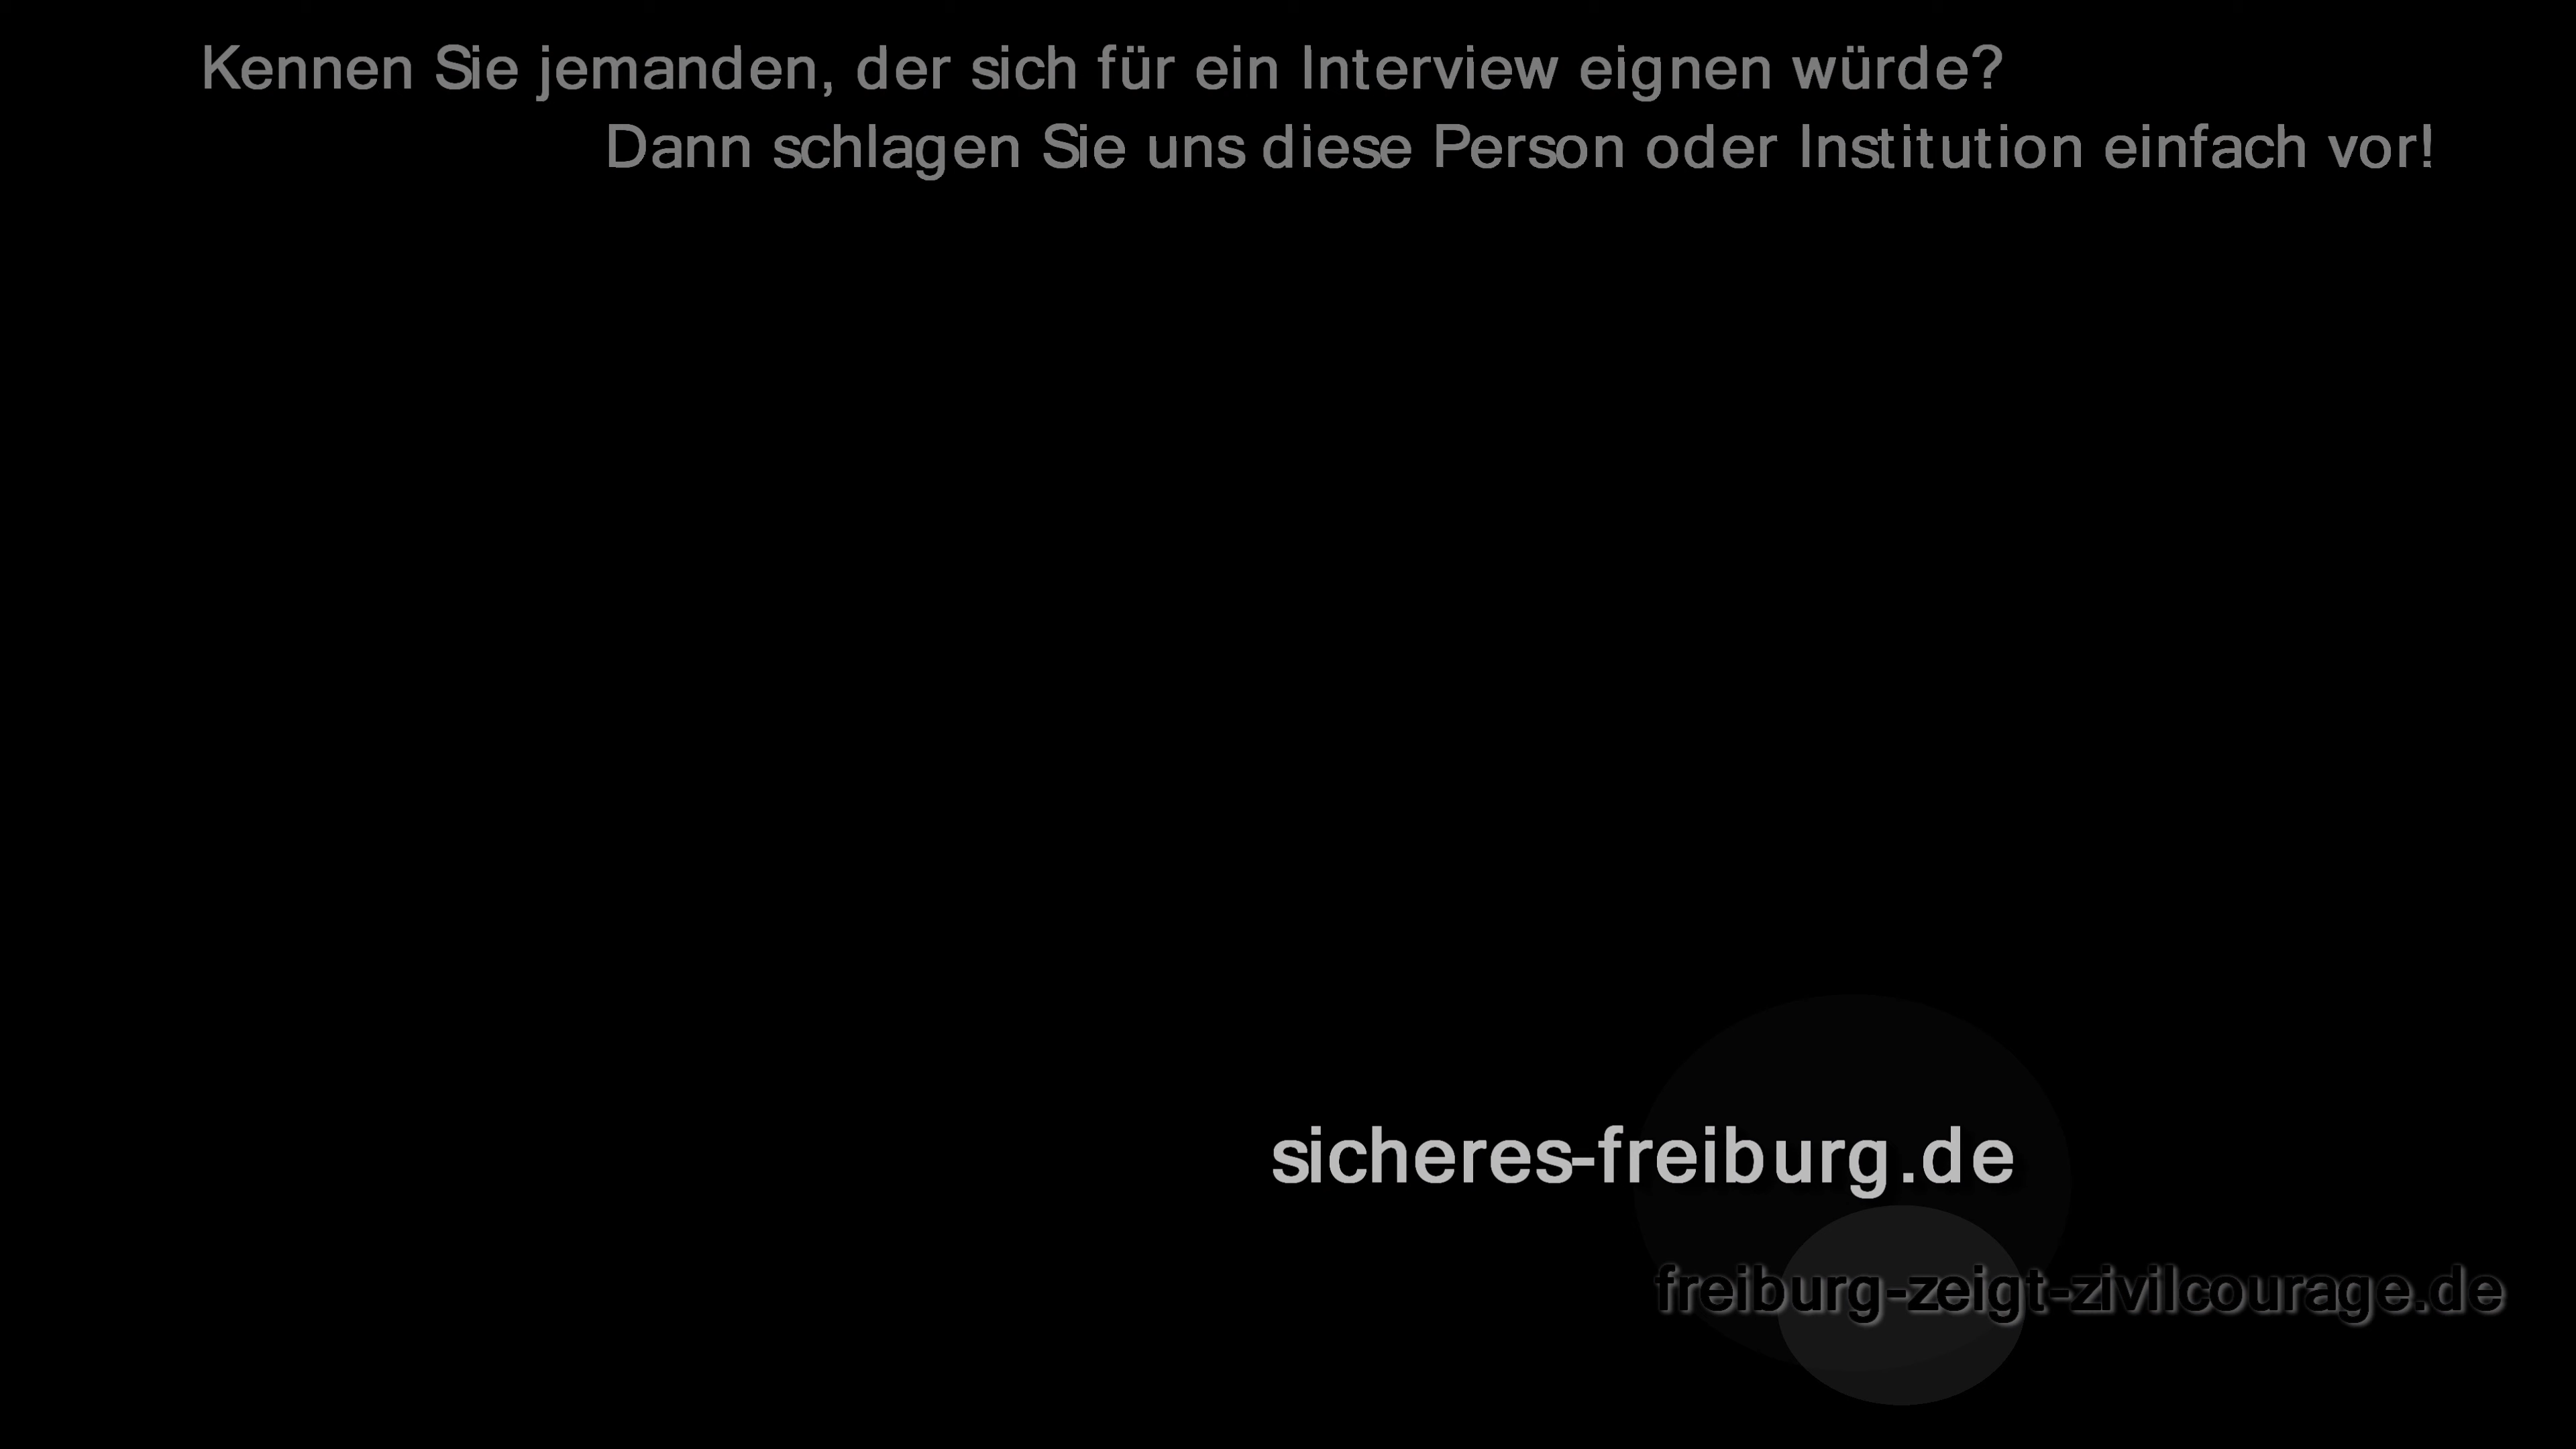 Kennen Sie jemanden, der sich für ein Interview eignen würde?
Dann schlagen Sie uns diese Person oder Institution einfach vor!
sicheres-freiburg.de
freiburg-zeigt-zivilcourage.de